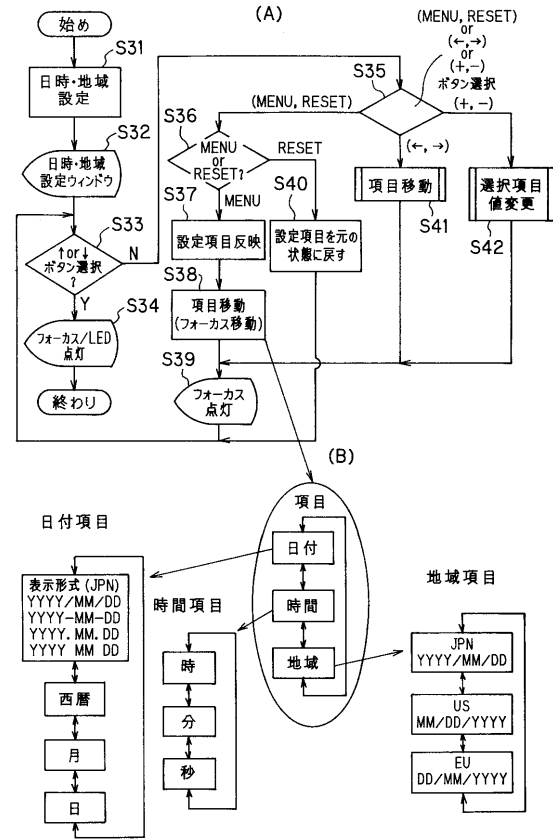 (A)
始め
S31
日時・地域
設定
S32
日時・地域
設定ウィンドウ
S33
↑or↓
ボタン選択
?
N
Y
S34
フォーカス/LED
点灯
終わり
(MENU, RESET)
or
(←,→)
or
(+,-)
ボタン選択
S35
(MENU, RESET)
(←,→)
(+,-)
S36
MENU
or
RESET?
RESET
MENU
S37
設定項目反映
S38
項目移動
(フォーカス移動)
S39
フォーカス
点灯
S40
設定項目を元の
状態に戻す
項目移動
S41
選択項目
値変更
S42
(B)
項目
日付
時間
地域
日付項目
表示形式(JPN)
YYYY/MM/DD
YYYY-MM-DD
YYYY.MM.DD
YYYY MM DD
西暦
月
日
時間項目
時
分
秒
地域項目
JPN
YYYY/MM/DD
US
MM/DD/YYYY
EU
DD/MM/YYYY